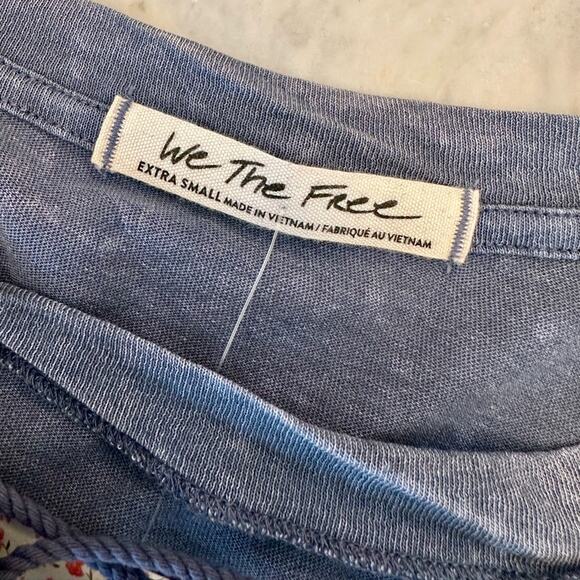 We The Free
EXTRA SMALL MADE IN VIETNAM / FABRIQUÉ AU VIETNAM